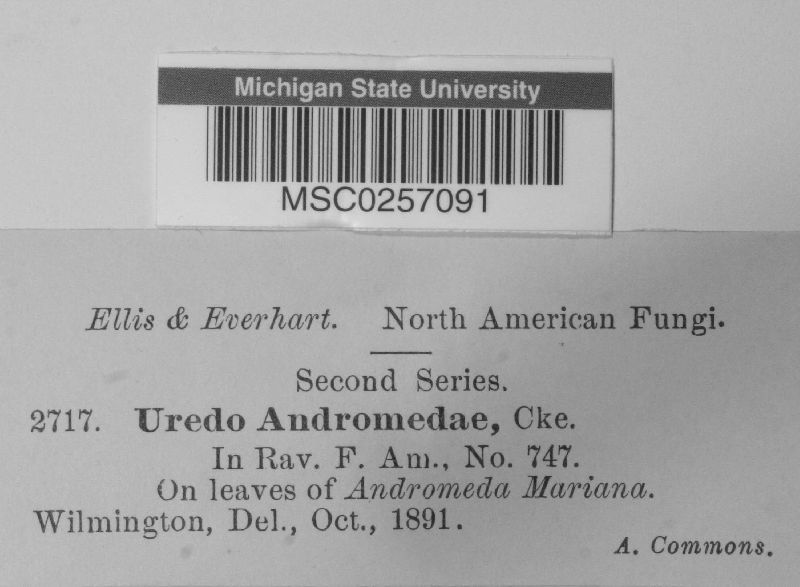 Michigan State University
MSC0257091
Ellis & Everhart. North American Fungi.
Second Series.
2717. Uredo Andromedae, Cke.
In Rav. F. Am., No. 747.
On leaves of Andromeda Mariana.
Wilmington, Del., Oct., 1891.
A. Commons.